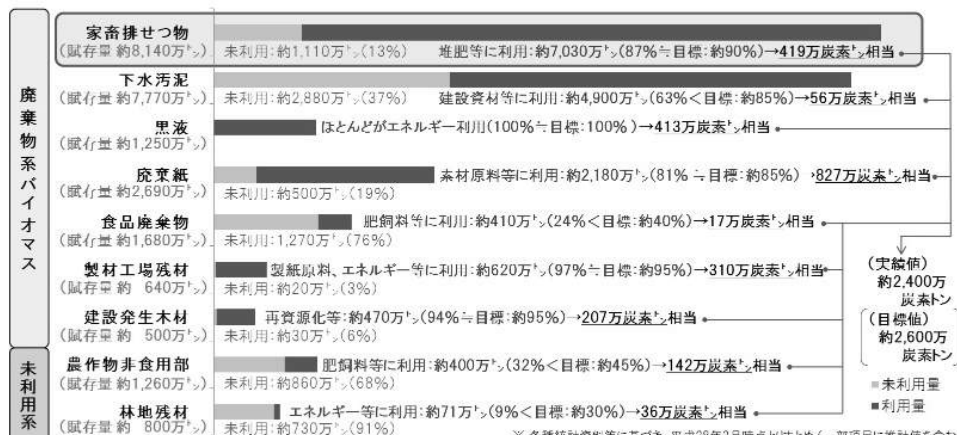 廃棄物系バイオマス
家畜排せつ物
(賦存量 約8,140万㌧) 未利用:約1,110万㌧(13%) 堆肥等に利用:約7,030万㌧(87%≒目標:約90%)→419万炭素㌧相当
下水汚泥
(賦存量 約7,770万㌧) 未利用:約2,880万㌧(37%) 建設資材等に利用:約4,900万㌧(63%<目標:約85%)→56万炭素㌧相当
黒液
(賦存量 約1,250万㌧) ほとんどがエネルギー利用(100%≒目標:100%)→413万炭素㌧相当
廃棄紙 素材原料等に利用:約2,180万㌧(81% ≒目標:約85%) →827万炭素㌧相当
(賦存量 約2,690万㌧) 未利用:約500万㌧(19%)
食品廃棄物 肥飼料等に利用:約410万㌧(24%<目標:約40%)→17万炭素㌧相当
(賦存量 約1,680万㌧) 未利用:1,270万㌧(76%)
製材工場残材 製紙原料、エネルギー等に利用:約620万㌧(97%≒目標:約95%)→310万炭素㌧相当
(賦存量 約 640万㌧) 未利用:約20万㌧(3%)
建設発生木材 再資源化等:約470万㌧(94%≒目標:約95%)→207万炭素㌧相当
(賦存量 約 500万㌧) 未利用:約30万㌧(6%)
未利用系
農作物非食用部 肥飼料等に利用:約400万㌧(32%<目標:約45%)→142万炭素㌧相当
(賦存量 約1,260万㌧) 未利用:約860万㌧(68%)
林地残材 エネルギー等に利用:約71万㌧(9%<目標:約30%)→36万炭素㌧相当
(賦存量 約 800万㌧) 未利用:約730万㌧(91%)
(実績値)
約2,400万
炭素トン
(目標値)
約2,600万
炭素トン
未利用量
利用量